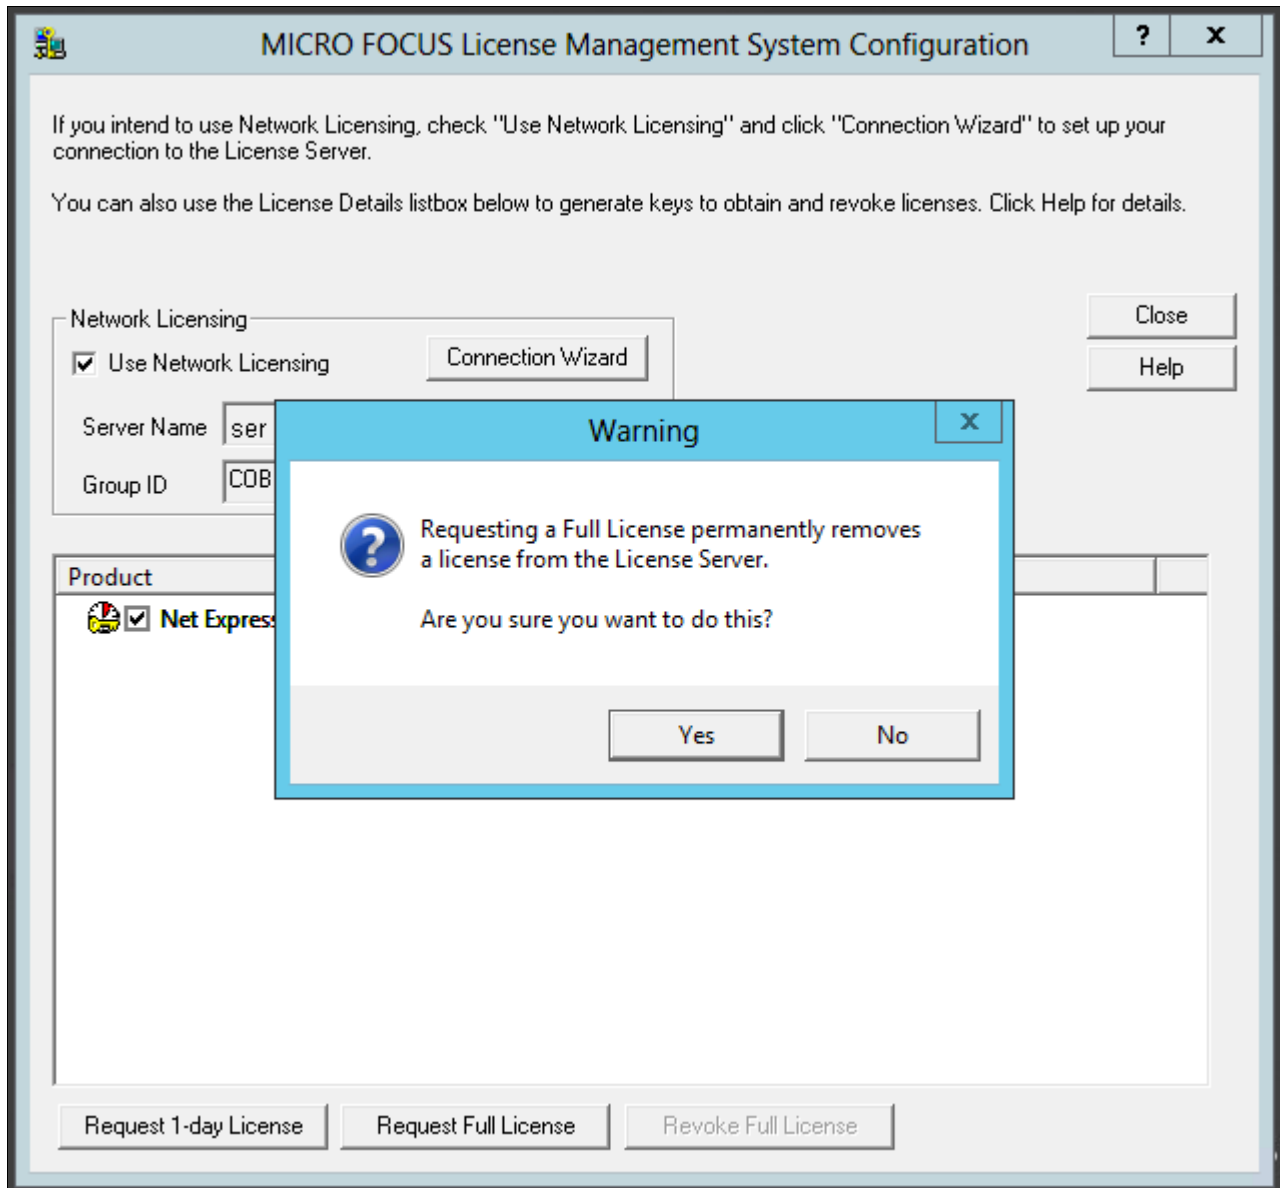 MICRO FOCUS License Management System Configuration
?
X
If you intend to use Network Licensing, check "Use Network Licensing" and click "Connection Wizard" to set up your
connection to the License Server.
You can also use the License Details listbox below to generate keys to obtain and revoke licenses. Click Help for details.
Close
Help
Network Licensing
Use Network Licensing
Connection Wizard
Server Name
ser
Group ID
COB
Warning
X
Requesting a Full License permanently removes
a license from the License Server.
Are you sure you want to do this?
Yes
No
Product
Net Express
Request 1-day License
Request Full License
Revoke Full License